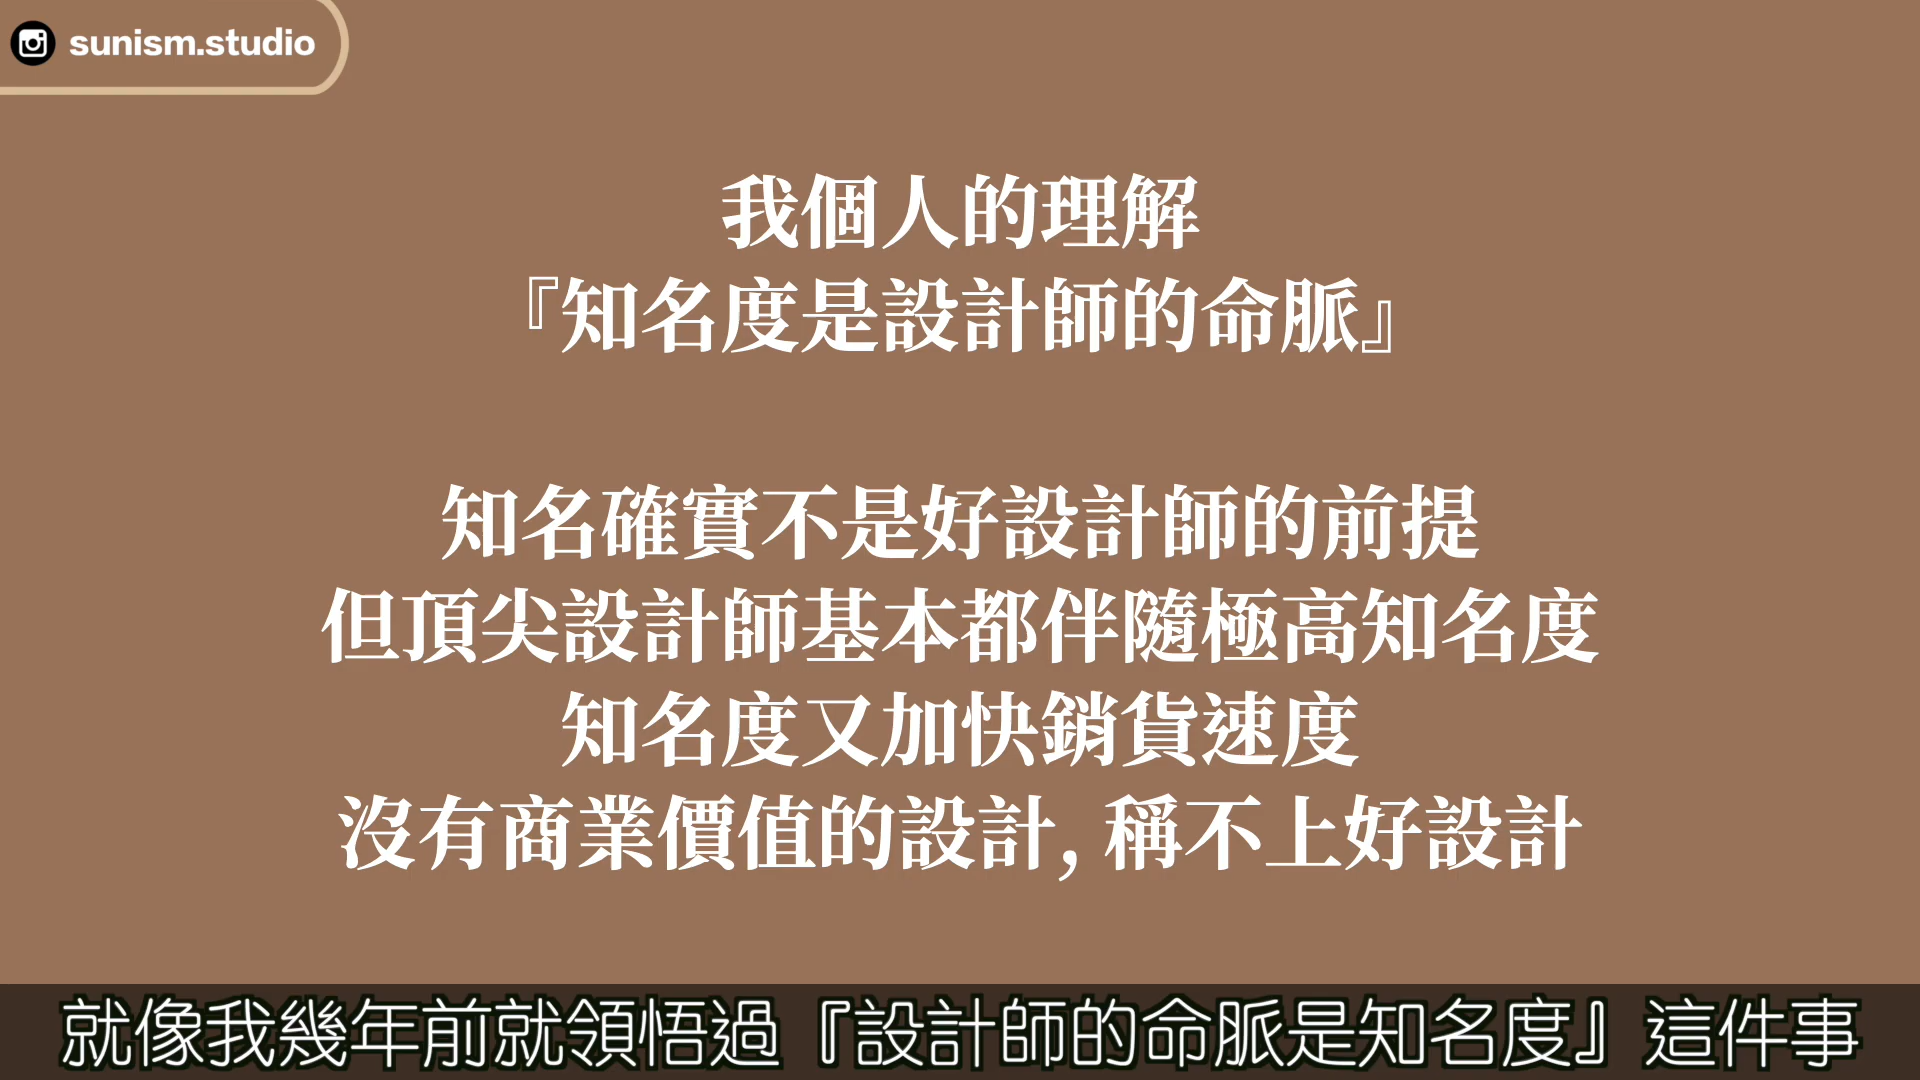 sunism.studio
我個人的理解
『知名度是設計師的命脈』
知名確實不是好設計師的前提
但頂尖設計師基本都伴隨極高知名度
知名度又加快銷貨速度
沒有商業價值的設計, 稱不上好設計
就像我幾年前就領悟過『設計師的命脈是知名度』這件事